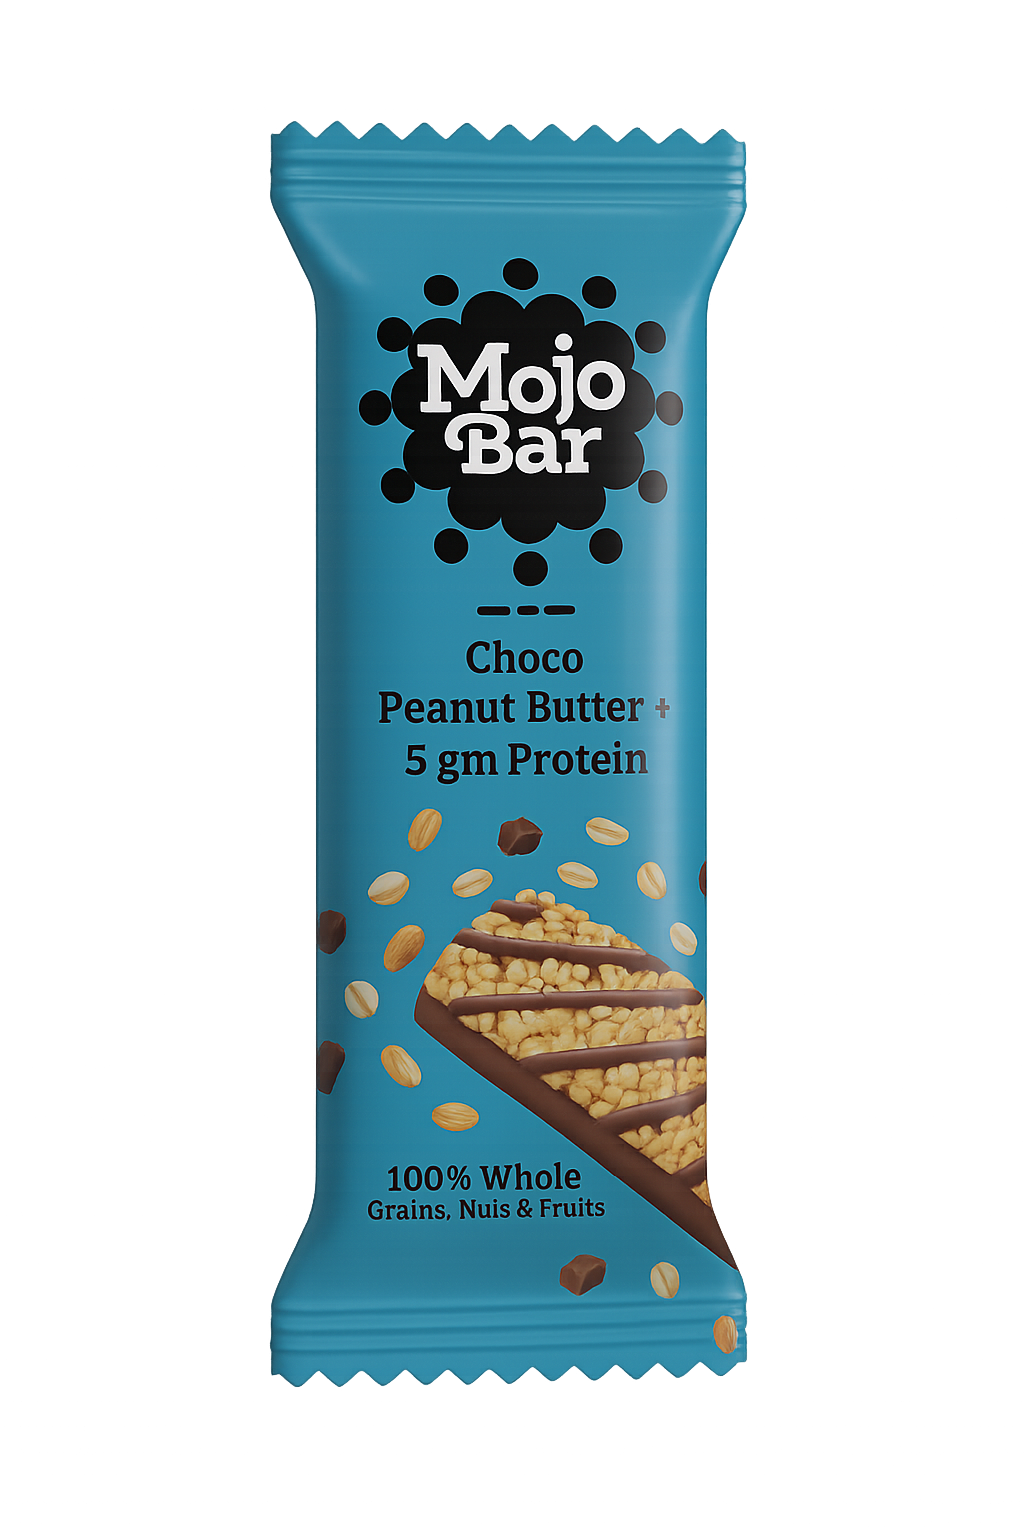 Mojo
Bar
Choco
Peanut Butter +
5 gm Protein
100% Whole
Grains, Nuis & Fruits